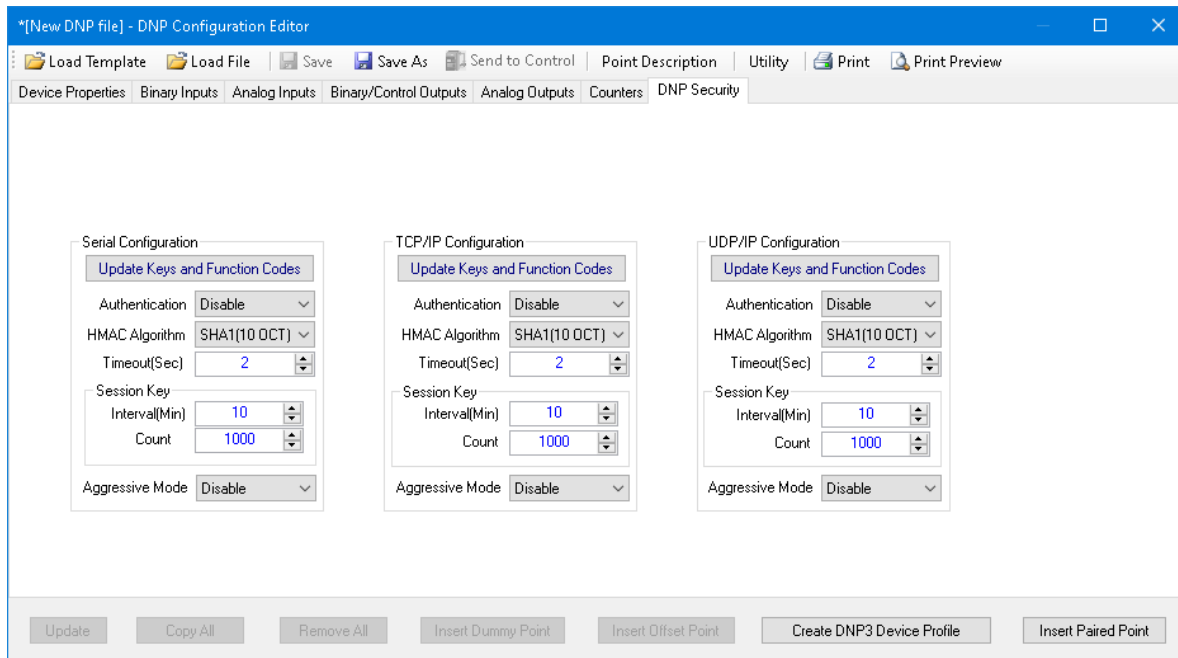 *[New DNP file] - DNP Configuration Editor
Load Template Load File Save Save As Send to Control Point Description Utility Print Print Preview
Device Properties Binary Inputs Analog Inputs Binary/Control Outputs Analog Outputs Counters DNP Security
Serial Configuration TCP/IP Configuration UDP/IP Configuration
Update Keys and Function Codes Update Keys and Function Codes Update Keys and Function Codes
Authentication Disable Authentication Disable Authentication Disable
HMAC Algorithm SHA1(10 OCT) HMAC Algorithm SHA1(10 OCT) HMAC Algorithm SHA1(10 OCT)
Timeout(Sec) 2 Timeout(Sec) 2 Timeout(Sec) 2
Session Key Session Key Session Key
Interval(Min) 10 Interval(Min) 10 Interval(Min) 10
Count 1000 Count 1000 Count 1000
Aggressive Mode Disable Aggressive Mode Disable Aggressive Mode Disable
Update Copy All Remove All Insert Dummy Point Insert Offset Point Create DNP3 Device Profile Insert Paired Point